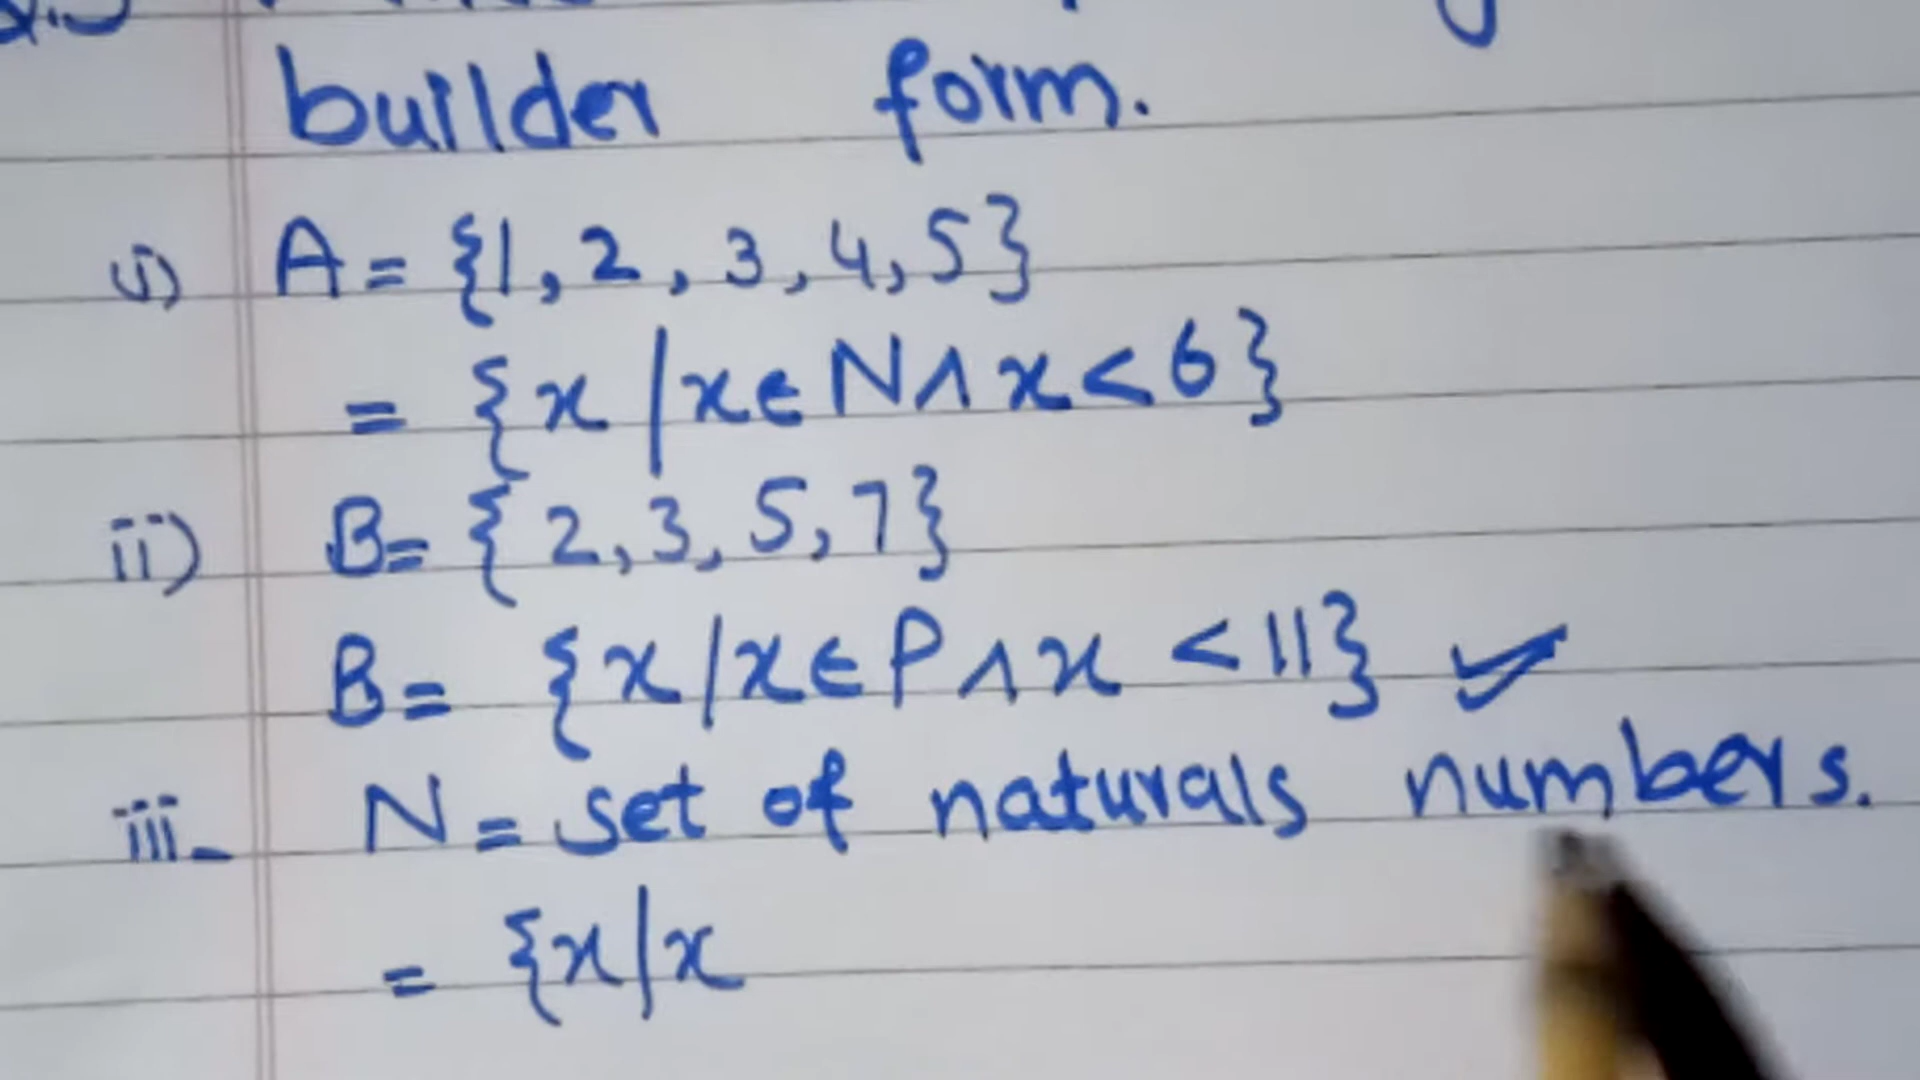 builder form.
i) A = {1, 2, 3, 4, 5}
= {x / x ∈ N ∧ x < 6}
ii) B = {2, 3, 5, 7}
B = {x / x ∈ P ∧ x < 11} ✓
iii- N = set of naturals numbers.
= {x / x